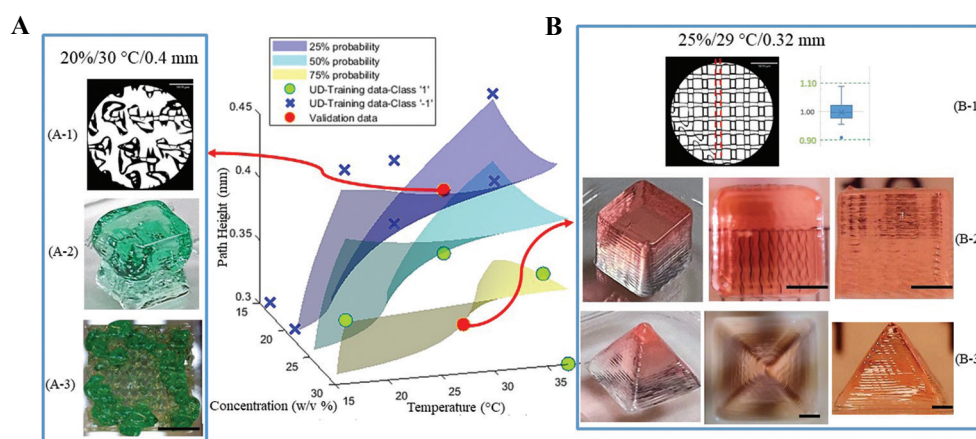 A
20%/30 °C/0.4 mm
(A-1)
(A-2)
(A-3)
25% probability
50% probability
75% probability
UD-Training data-Class '1'
UD-Training data-Class '-1'
Validation data
Path Height (mm)
0.45
0.4
0.35
0.3
15
20
25
30
Concentration (w/v %)
15
20
25
30
35
Temperature (°C)
B
25%/29 °C/0.32 mm
1.10
1.00
0.90
(B-1
(B-2
(B-3